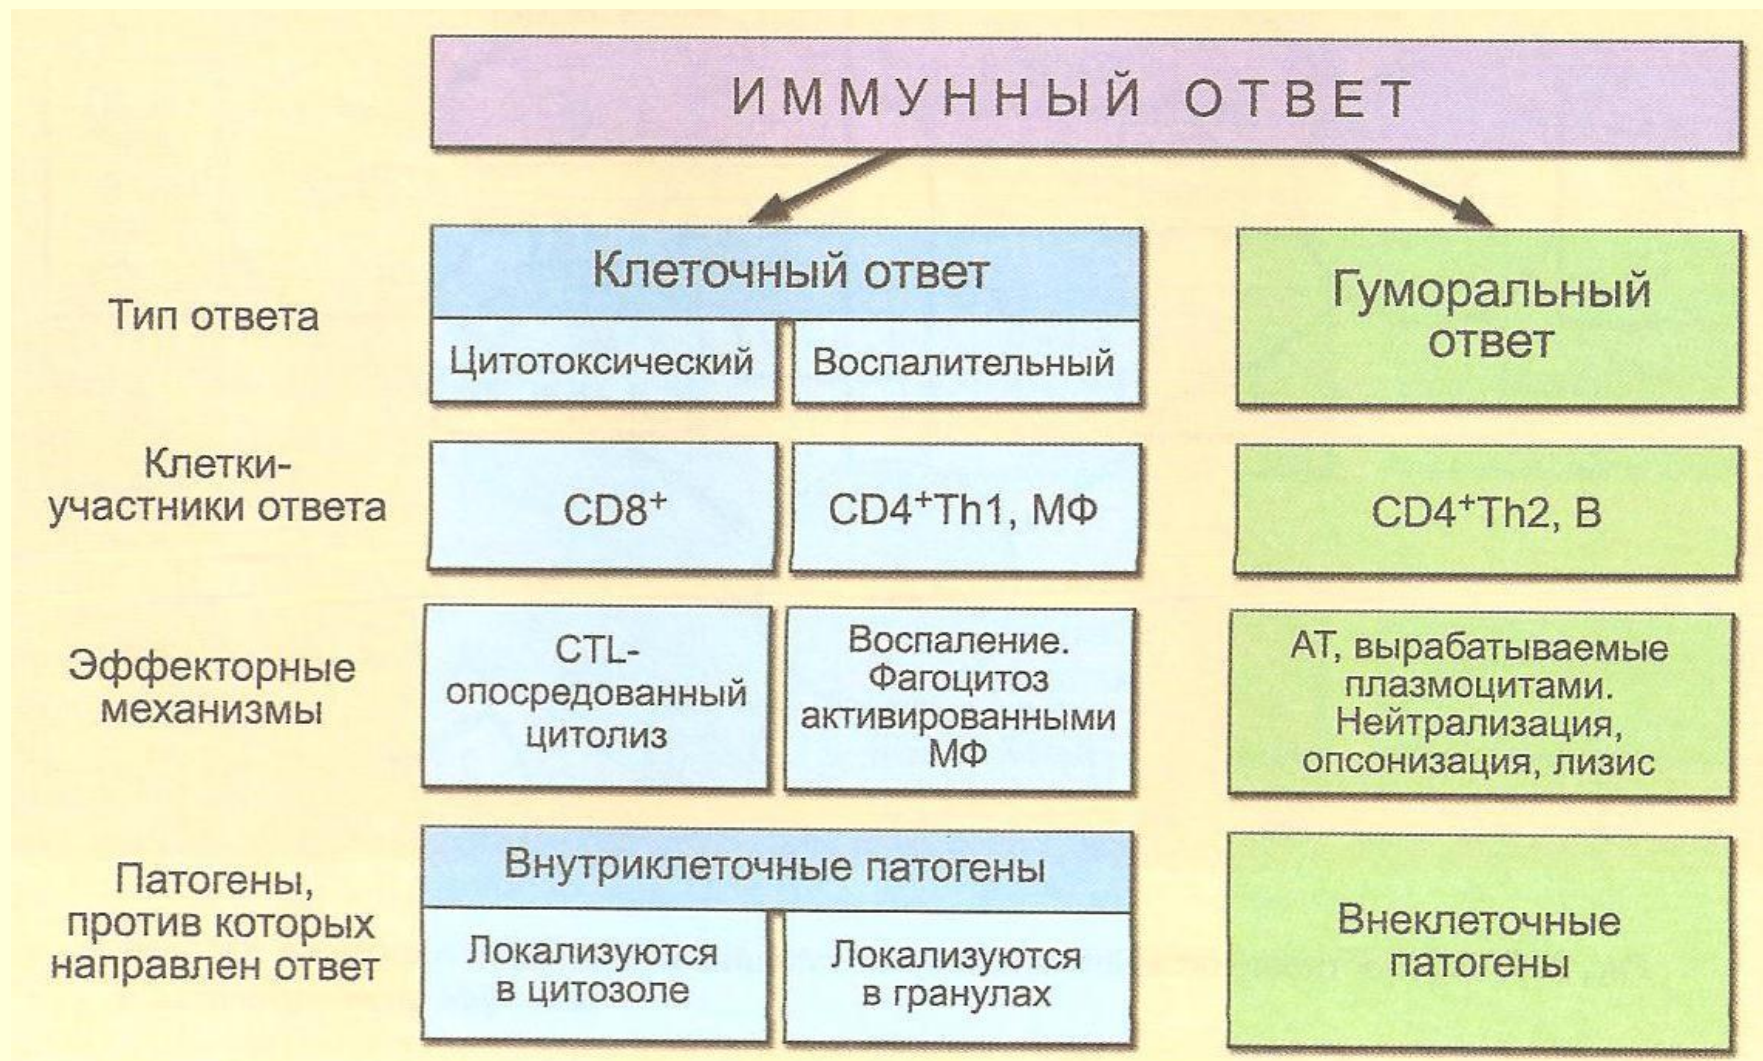 ИММУННЫЙ ОТВЕТ
Тип ответа
Клеточный ответ
Цитотоксический
Воспалительный
Гуморальный
ответ
Клетки-
участники ответа
CD8⁺
CD4⁺Th1, МФ
CD4⁺Th2, В
Эффекторные
механизмы
CTL-
опосредованный
цитолиз
Воспаление.
Фагоцитоз
активированными
МФ
АТ, вырабатываемые
плазмоцитами.
Нейтрализация,
опсонизация, лизис
Патогены,
против которых
направлен ответ
Внутриклеточные патогены
Локализуются
в цитозоле
Локализуются
в гранулах
Внеклеточные
патогены